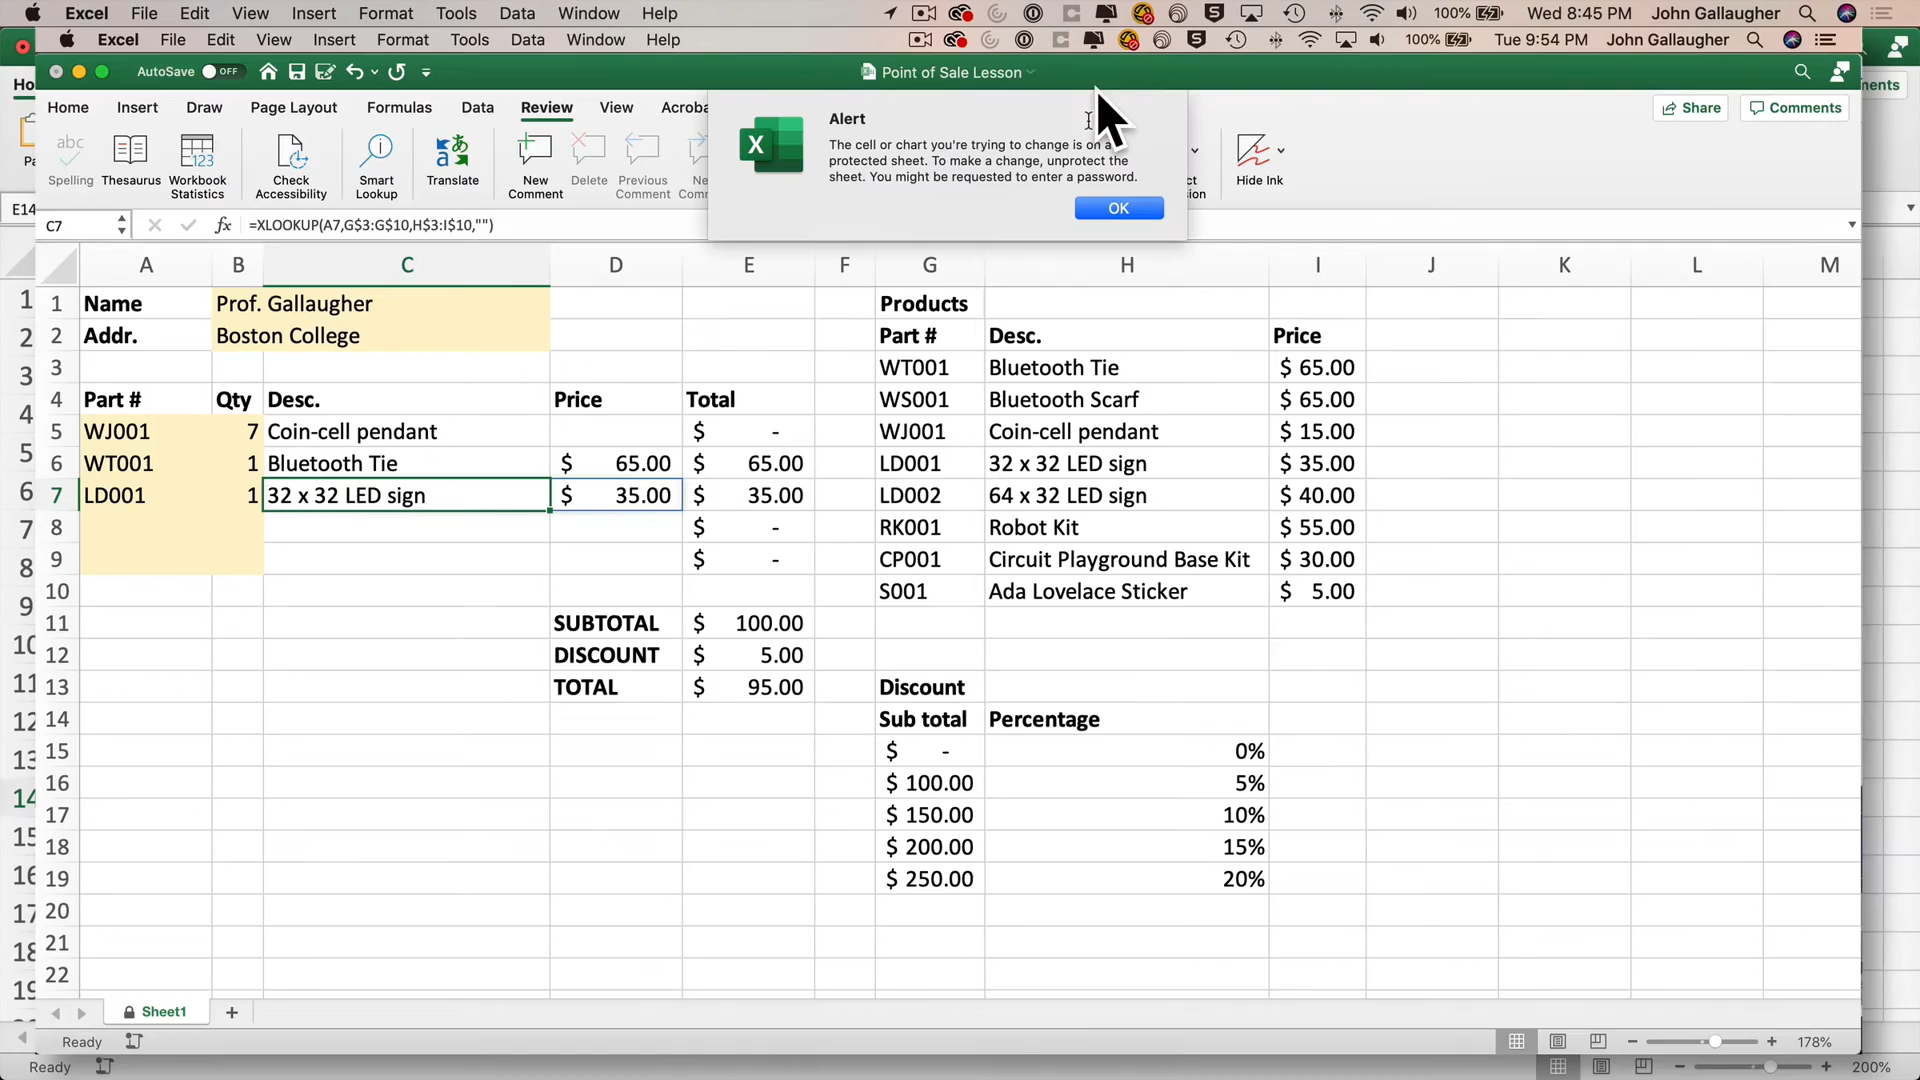 Excel File Edit View Insert Format Tools Data Window Help 100% Wed 8:45 PM John Gallaugher
Excel File Edit View Insert Format Tools Data Window Help 100% Tue 9:54 PM John Gallaugher
AutoSave OFF Point of Sale Lesson
Home Insert Draw Page Layout Formulas Data Review View Acroba Share Comments
Alert
The cell or chart you're trying to change is on a
protected sheet. To make a change, unprotect the
sheet. You might be requested to enter a password.
OK
abc
123
Spelling Thesaurus Workbook Statistics Check Accessibility Smart Lookup Translate New Comment Delete Previous Comment Hide Ink
E14
C7 fx =XLOOKUP(A7,G$3:G$10,H$3:I$10,"")
A B C D E F G H I J K L M
1 Name Prof. Gallaugher Products
2 Addr. Boston College Part # Desc. Price
3 WT001 Bluetooth Tie $ 65.00
4 Part # Qty Desc. Price Total WS001 Bluetooth Scarf $ 65.00
5 WJ001 7 Coin-cell pendant $ - WJ001 Coin-cell pendant $ 15.00
6 WT001 1 Bluetooth Tie $ 65.00 $ 65.00 LD001 32 x 32 LED sign $ 35.00
7 LD001 1 32 x 32 LED sign $ 35.00 $ 35.00 LD002 64 x 32 LED sign $ 40.00
8 $ - RK001 Robot Kit $ 55.00
9 $ - CP001 Circuit Playground Base Kit $ 30.00
10 S001 Ada Lovelace Sticker $ 5.00
11 SUBTOTAL $ 100.00
12 DISCOUNT $ 5.00
13 TOTAL $ 95.00 Discount
14 Sub total Percentage
15 $ - 0%
16 $ 100.00 5%
17 $ 150.00 10%
18 $ 200.00 15%
19 $ 250.00 20%
20
21
22
Sheet1 +
Ready 178%
Ready 200%